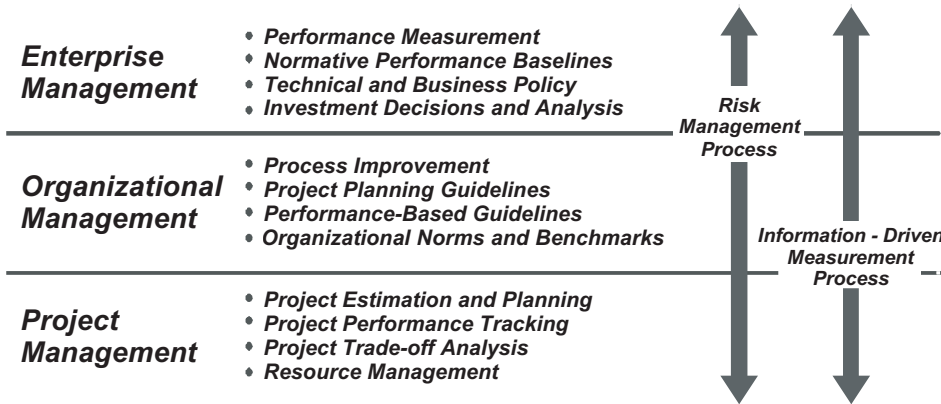 Enterprise
Management
• Performance Measurement
• Normative Performance Baselines
• Technical and Business Policy
• Investment Decisions and Analysis
Risk
Management
Process
Organizational
Management
• Process Improvement
• Project Planning Guidelines
• Performance-Based Guidelines
• Organizational Norms and Benchmarks
Information - Driven
Measurement
Process
Project
Management
• Project Estimation and Planning
• Project Performance Tracking
• Project Trade-off Analysis
• Resource Management